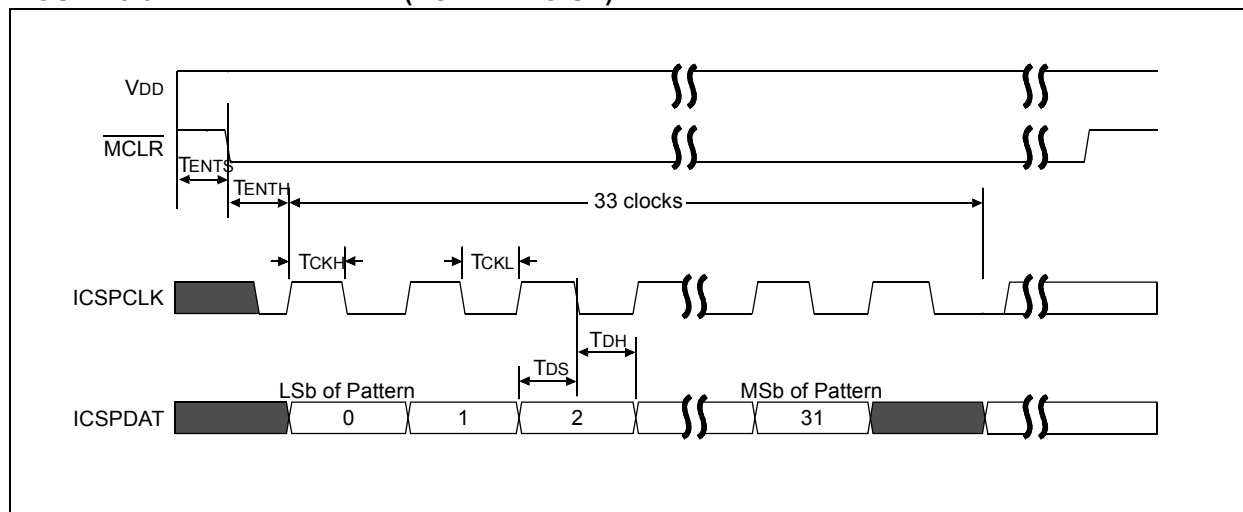 VDD
MCLR
TENTS
TENTH
33 clocks
TCKH
TCKL
ICSPCLK
TDH
TDS
LSb of Pattern
MSb of Pattern
ICSPDAT
0
1
2
31